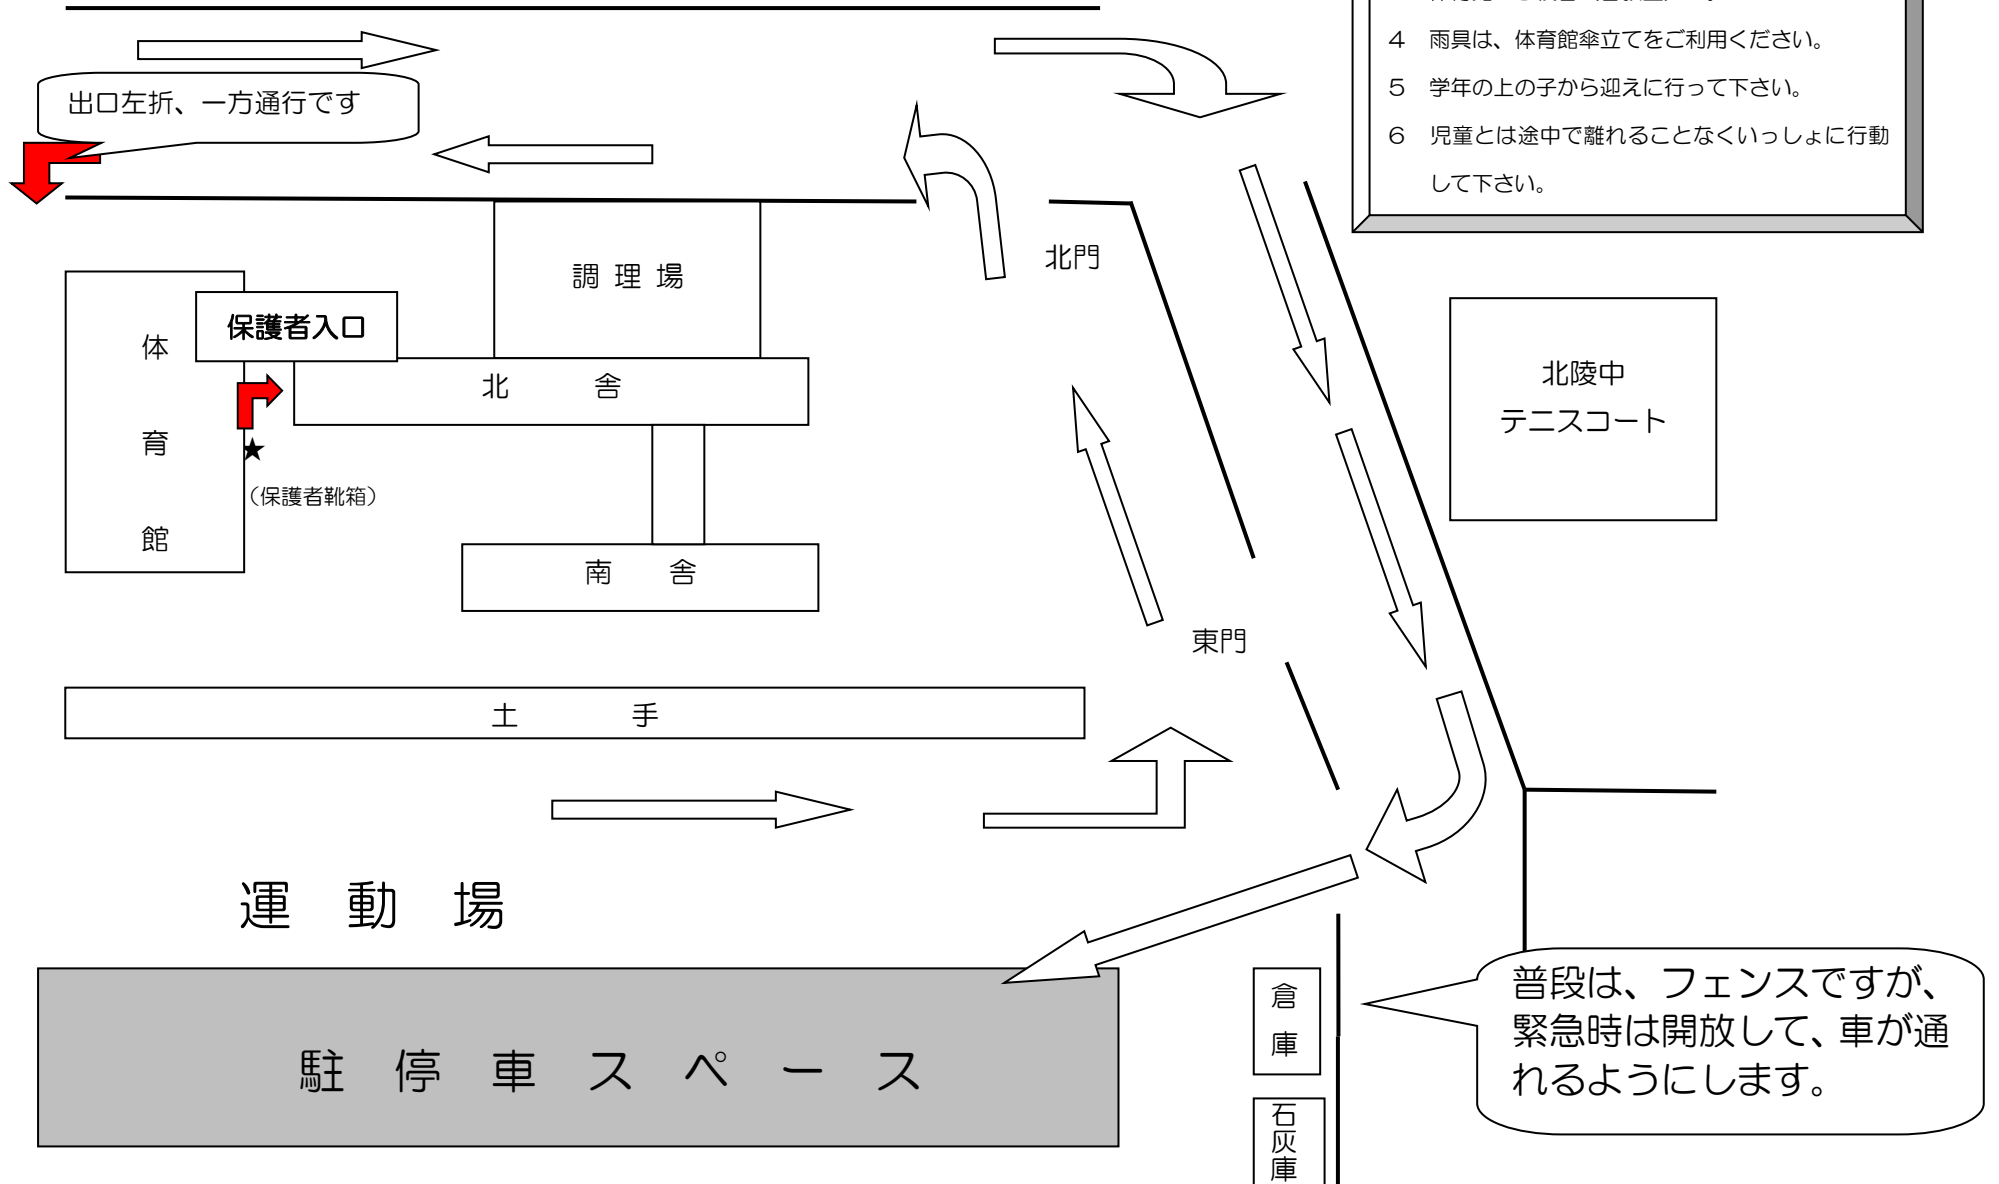 4 雨具は、体育館傘立てをご利用ください。
5 学年の上の子から迎えに行って下さい。
6 児童とは途中で離れることなくいっしょに行動
して下さい。
出口左折、一方通行です
北門
調理場
保護者入口
体育館
北舎
★
（保護者靴箱）
北陵中
テニスコート
南舎
東門
土手
運動場
駐停車スペース
倉庫
石灰庫
普段は、フェンスですが、
緊急時は開放して、車が通
れるようにします。